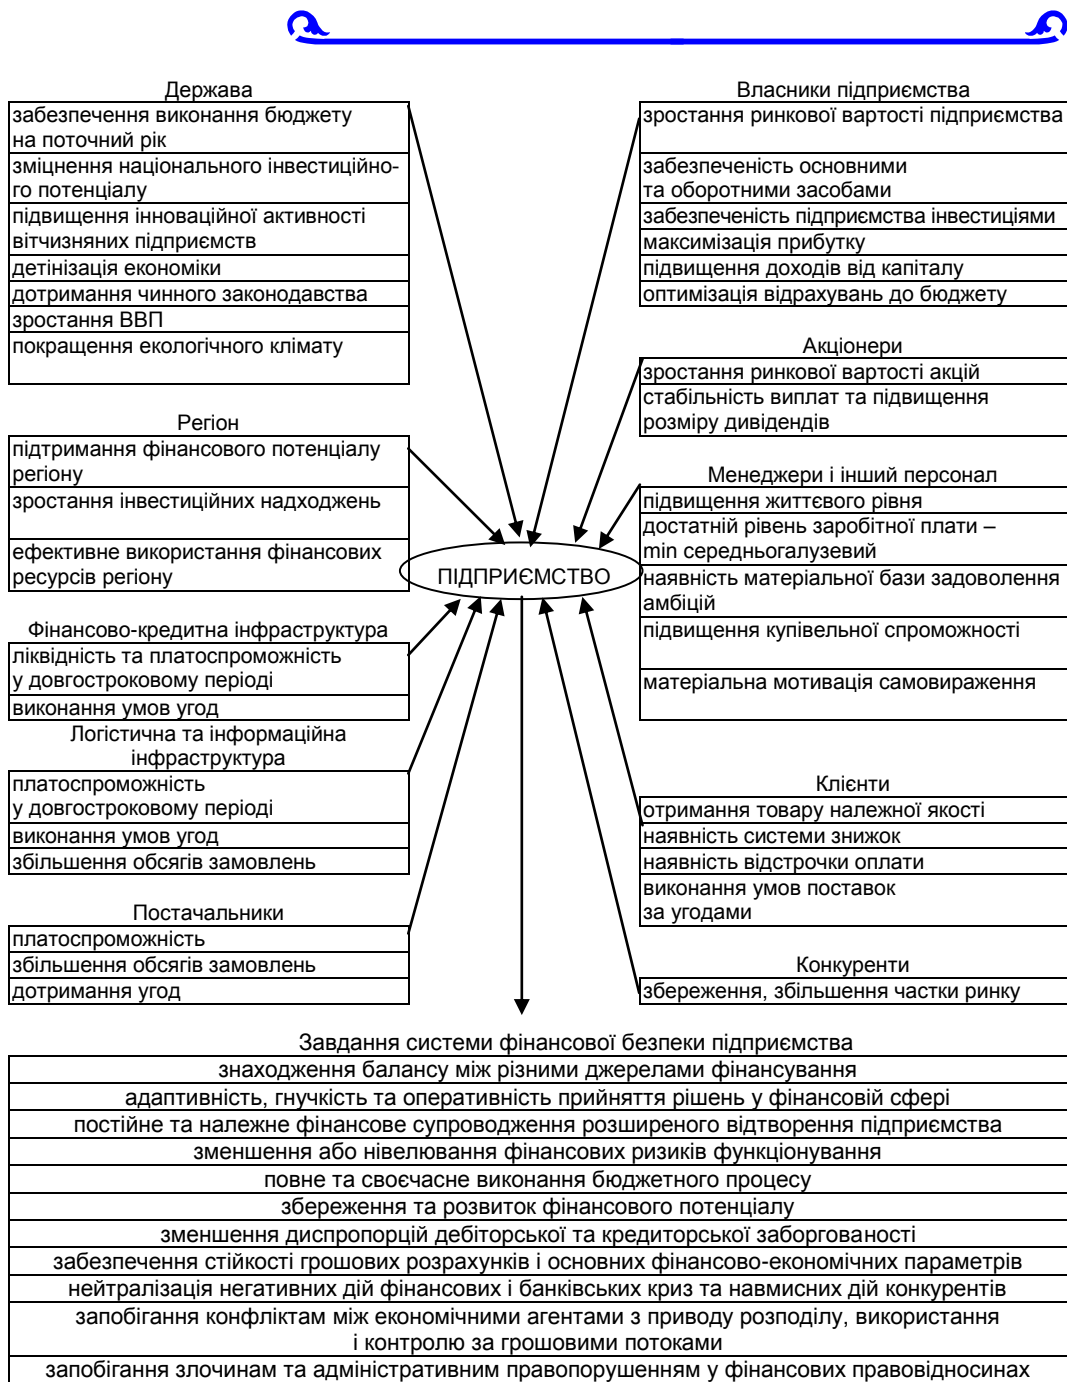 Держава
забезпечення виконання бюджету
на поточний рік
зміцнення національного інвестиційно-
го потенціалу
підвищення інноваційної активності
вітчизняних підприємств
детінізація економіки
дотримання чинного законодавства
зростання ВВП
покращення екологічного клімату
Регіон
підтримання фінансового потенціалу
регіону
зростання інвестиційних надходжень
ефективне використання фінансових
ресурсів регіону
Фінансово-кредитна інфраструктура
ліквідність та платоспроможність
у довгостроковому періоді
виконання умов угод
Логістична та інформаційна
інфраструктура
платоспроможність
у довгостроковому періоді
виконання умов угод
збільшення обсягів замовлень
Постачальники
платоспроможність
збільшення обсягів замовлень
дотримання угод
ПІДПРИЄМСТВО
Власники підприємства
зростання ринкової вартості підприємства
забезпеченість основними
та оборотними засобами
забезпеченість підприємства інвестиціями
максимізація прибутку
підвищення доходів від капіталу
оптимізація відрахувань до бюджету
Акціонери
зростання ринкової вартості акцій
стабільність виплат та підвищення
розміру дивідендів
Менеджери і інший персонал
підвищення життєвого рівня
достатній рівень заробітної плати –
min середньогалузевий
наявність матеріальної бази задоволення
амбіцій
підвищення купівельної спроможності
матеріальна мотивація самовираження
Клієнти
отримання товару належної якості
наявність системи знижок
наявність відстрочки оплати
виконання умов поставок
за угодами
Конкуренти
збереження, збільшення частки ринку
Завдання системи фінансової безпеки підприємства
знаходження балансу між різними джерелами фінансування
адаптивність, гнучкість та оперативність прийняття рішень у фінансовій сфері
постійне та належне фінансове супроводження розширеного відтворення підприємства
зменшення або нівелювання фінансових ризиків функціонування
повне та своєчасне виконання бюджетного процесу
збереження та розвиток фінансового потенціалу
зменшення диспропорцій дебіторської та кредиторської заборгованості
забезпечення стійкості грошових розрахунків і основних фінансово-економічних параметрів
нейтралізація негативних дій фінансових і банківських криз та навмисних дій конкурентів
запобігання конфліктам між економічними агентами з приводу розподілу, використання
і контролю за грошовими потоками
запобігання злочинам та адміністративним правопорушенням у фінансових правовідносинах